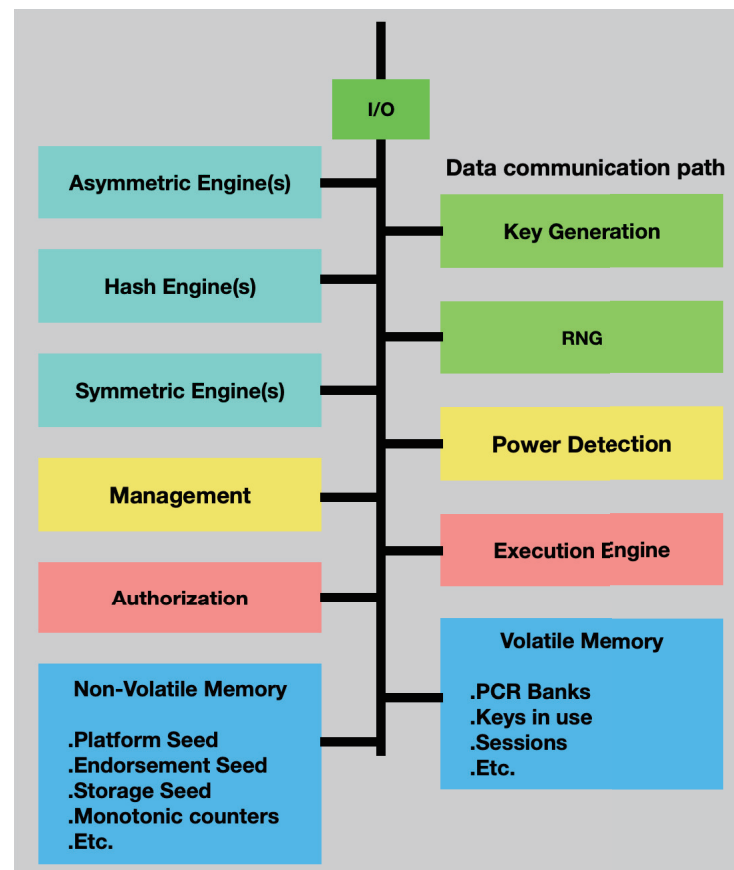 I/O
Asymmetric Engine(s)
Hash Engine(s)
Symmetric Engine(s)
Management
Authorization
Non-Volatile Memory
.Platform Seed
.Endorsement Seed
.Storage Seed
.Monotonic counters
.Etc.
Data communication path
Key Generation
RNG
Power Detection
Execution Engine
Volatile Memory
.PCR Banks
.Keys in use
.Sessions
.Etc.